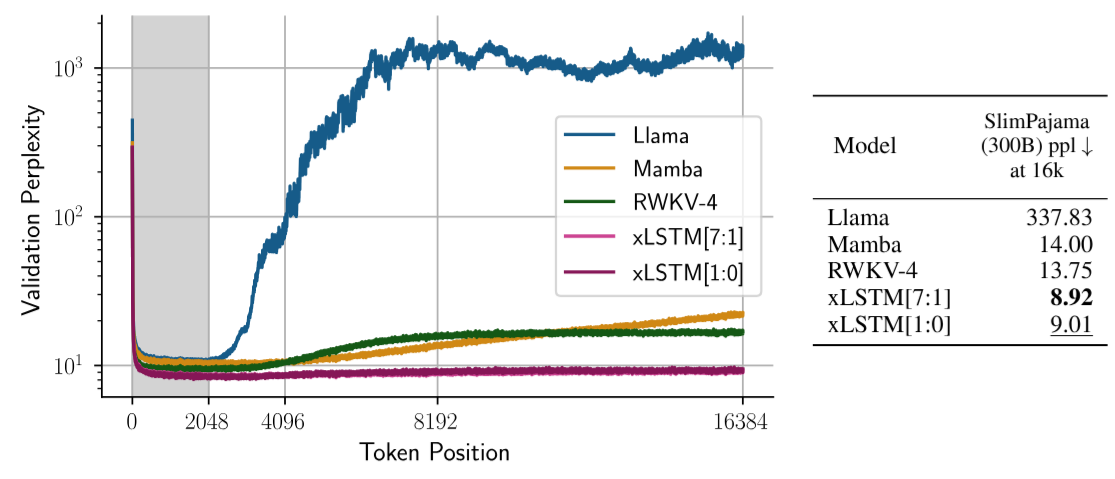 Validation Perplexity
10³
10²
10¹
0 2048 4096 8192 16384
Token Position
Llama
Mamba
RWKV-4
xLSTM[7:1]
xLSTM[1:0]
Model
SlimPajama
(300B) ppl ↓
at 16k
Llama 337.83
Mamba 14.00
RWKV-4 13.75
xLSTM[7:1] 8.92
xLSTM[1:0] 9.01